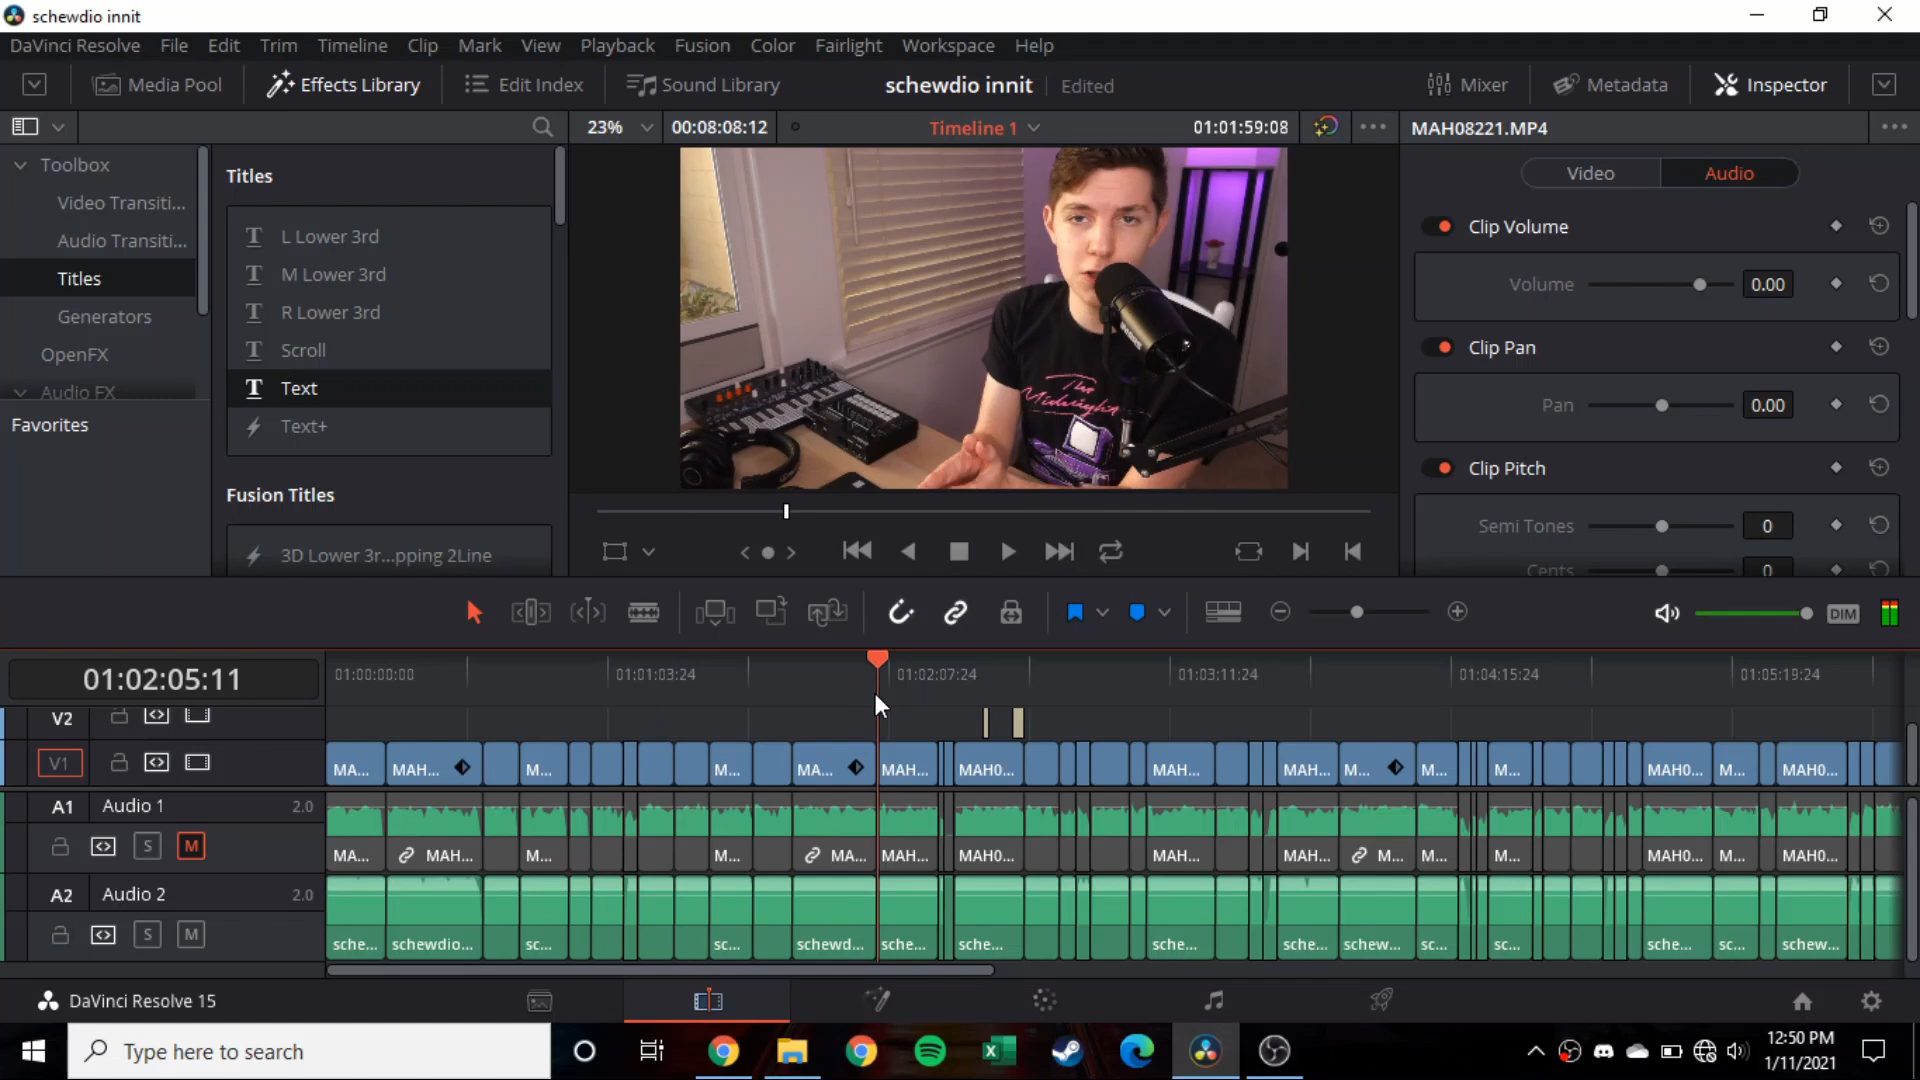 schewdio innit
DaVinci Resolve File Edit Trim Timeline Clip Mark View Playback Fusion Color Fairlight Workspace Help
Media Pool Effects Library Edit Index Sound Library schewdio innit Edited Mixer Metadata Inspector
23% 00:08:08:12 Timeline 1 01:01:59:08 MAH08221.MP4
Toolbox
Video Transiti...
Audio Transiti...
Titles
Generators
OpenFX
Audio FX
Favorites
Titles
L Lower 3rd
M Lower 3rd
R Lower 3rd
Scroll
Text
Text+
Fusion Titles
3D Lower 3r...pping 2Line
The
Midnight
Video Audio
Clip Volume
Volume 0.00
Clip Pan
Pan 0.00
Clip Pitch
Semi Tones 0
Cents 0
DIM
01:02:05:11 01:00:00:00 01:01:03:24 01:02:07:24 01:03:11:24 01:04:15:24 01:05:19:24
V2
V1 MA... MAH... M... M... MA... MAH... MAH0... MAH... MAH... M... M... M... MAH0... M... MAH0...
A1 Audio 1 2.0
S M MA... MAH... M... M... MA... MAH... MAH0... MAH... MAH... M... M... M... MAH0... M... MAH0...
A2 Audio 2 2.0
S M sche... schewdio... sc... sc... schewd... sche... sche... sche... sche... schew... sc... sc... sche... sc... schew...
DaVinci Resolve 15
Type here to search
12:50 PM
1/11/2021